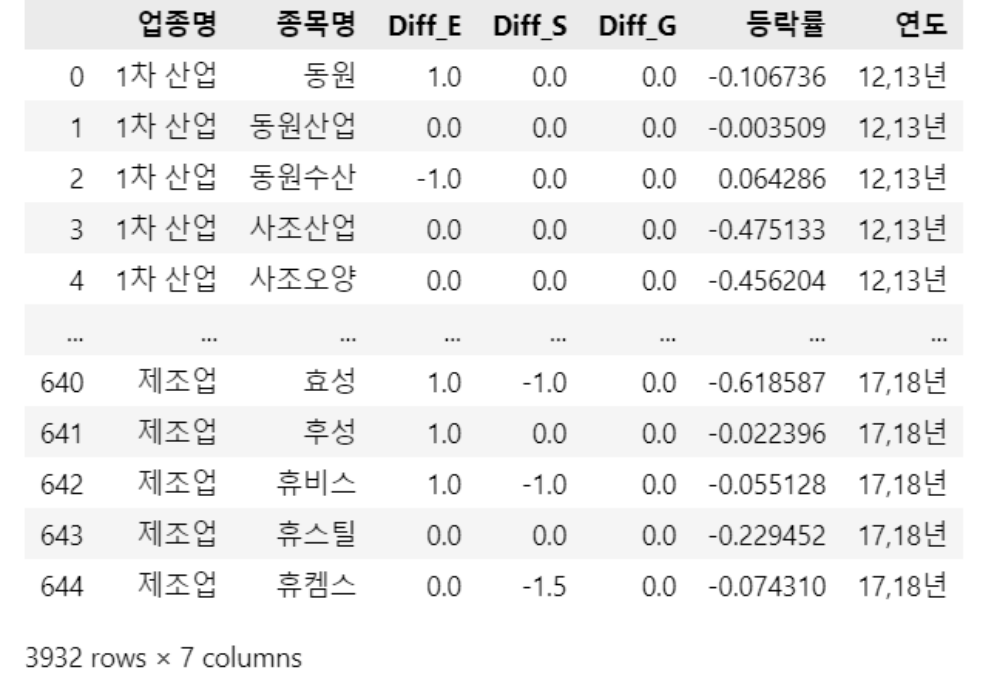 업종명 종목명 Diff_E Diff_S Diff_G 등락률 연도
0 1차 산업 동원 1.0 0.0 0.0 -0.106736 12,13년
1 1차 산업 동원산업 0.0 0.0 0.0 -0.003509 12,13년
2 1차 산업 동원수산 -1.0 0.0 0.0 0.064286 12,13년
3 1차 산업 사조산업 0.0 0.0 0.0 -0.475133 12,13년
4 1차 산업 사조오양 0.0 0.0 0.0 -0.456204 12,13년
... ... ... ... ... ... ... ...
640 제조업 효성 1.0 -1.0 0.0 -0.618587 17,18년
641 제조업 후성 1.0 0.0 0.0 -0.022396 17,18년
642 제조업 휴비스 1.0 -1.0 0.0 -0.055128 17,18년
643 제조업 휴스틸 0.0 0.0 0.0 -0.229452 17,18년
644 제조업 휴켐스 0.0 -1.5 0.0 -0.074310 17,18년
3932 rows × 7 columns